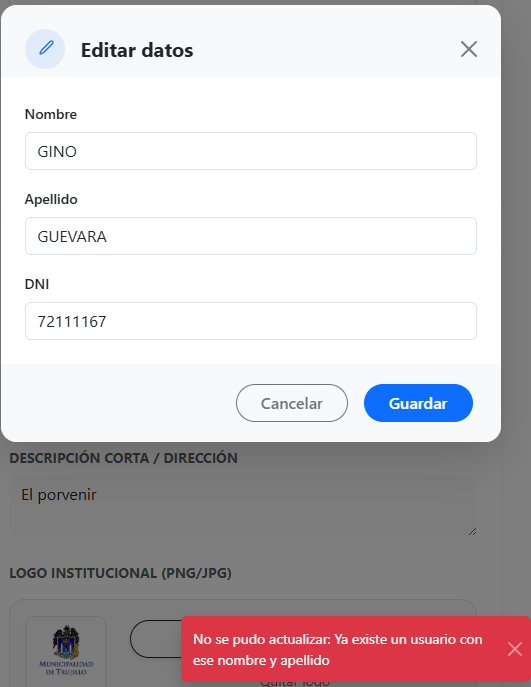 Editar datos
Nombre
GINO
Apellido
GUEVARA
DNI
72111167
Cancelar
Guardar
DESCRIPCIÓN CORTA / DIRECCIÓN
El porvenir
LOGO INSTITUCIONAL (PNG/JPG)
MUNICIPALIDAD
DE TRUJILLO
No se pudo actualizar: Ya existe un usuario con
ese nombre y apellido
Quitar logo